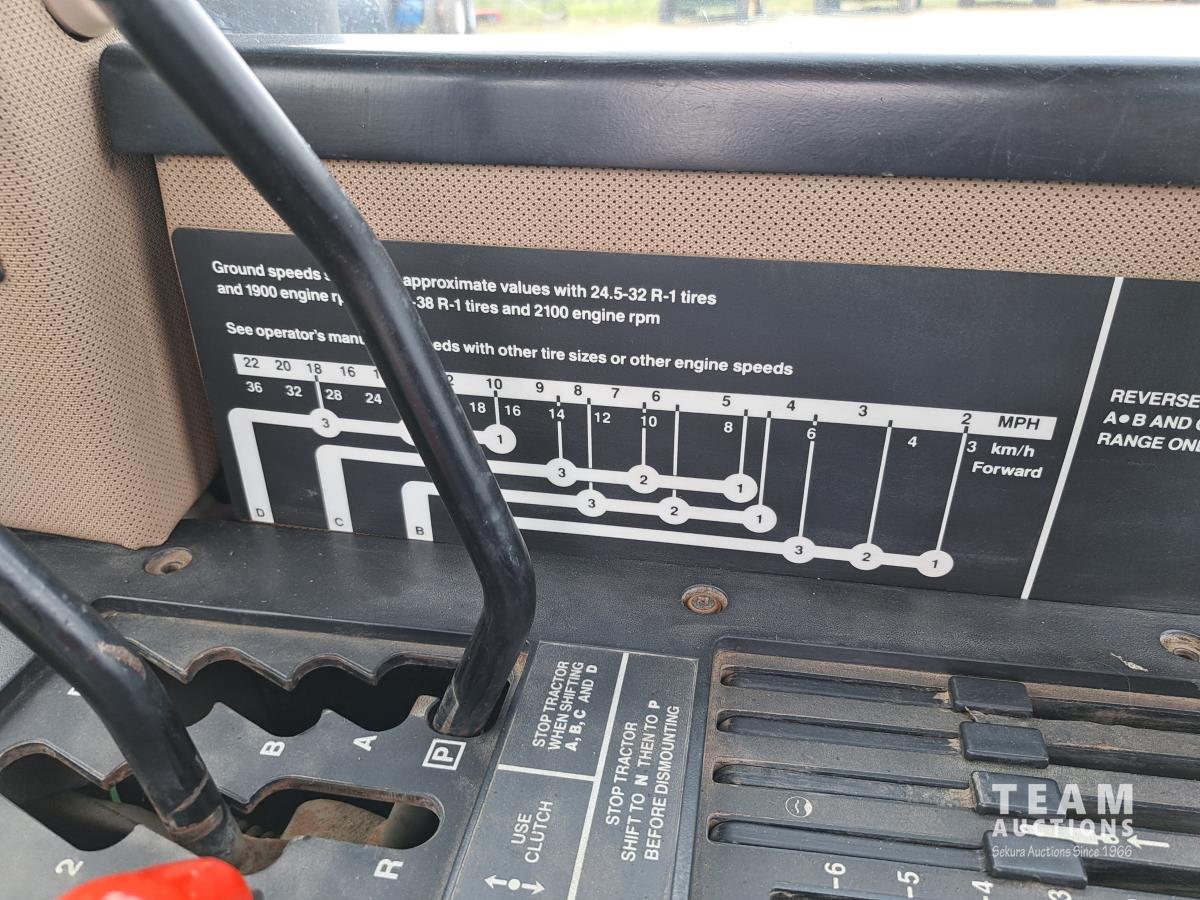 Ground speeds approximate values with 24.5-32 R-1 tires
and 1900 engine -38 R-1 tires and 2100 engine rpm
See operator's with other tire sizes or other engine speeds
22 20 18 16 10 9 8 7 6 5 4 3 2 MPH
36 32 28 24 18 16 14 12 10 8 6 4 3 km/h
Forward
3 1
3 2 1
3 2 1
3 2 1
D C B
REVERSE
A•B AND
RANGE ONLY
B A P
2 R
STOP TRACTOR
WHEN SHIFTING
A, B, C AND D
USE
CLUTCH
STOP TRACTOR
SHIFT TO N THEN TO P
BEFORE DISMOUNTING
-6 -5 -4 3
TEAM
AUCTIONS
Sekura Auctions Since 1966